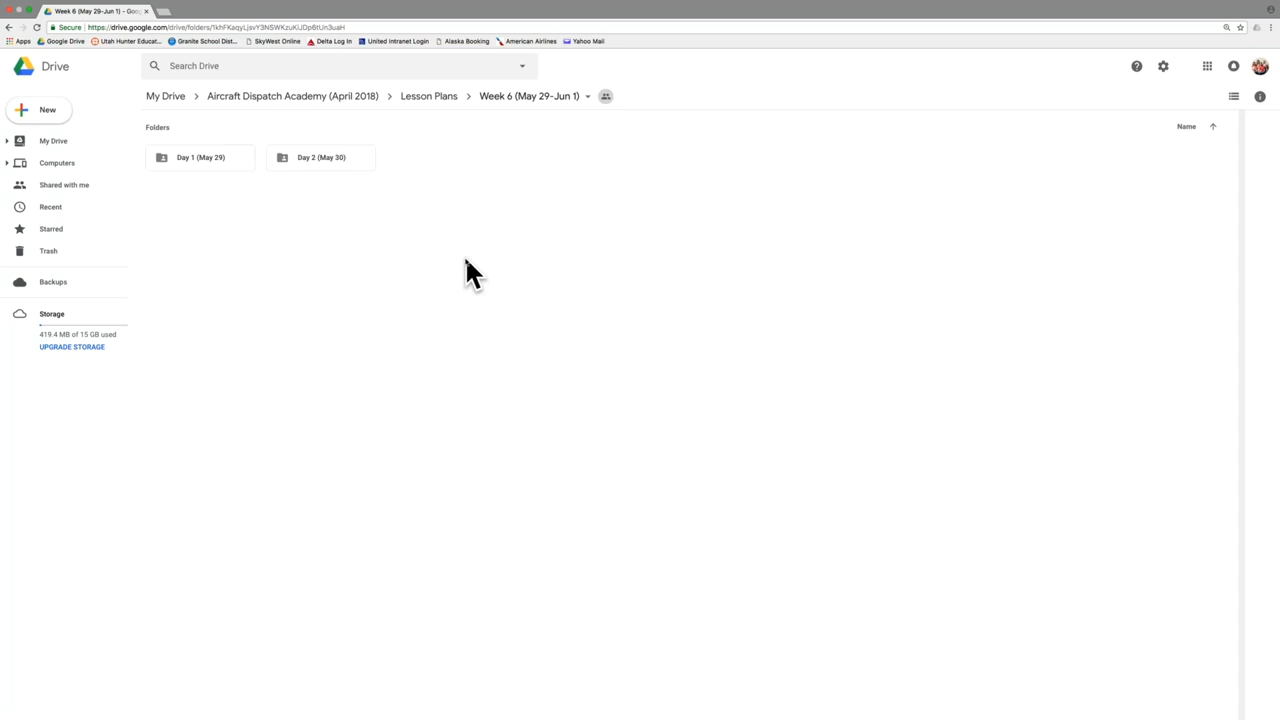 Week 6 (May 29-Jun 1) - Goog
Secure https://drive.google.com/drive/folders/
Apps Google Drive Utah Hunter Educat... Granite School Dist... SkyWest Online Delta Log In United Intranet Login Alaska Booking American Airlines Yahoo Mail
Drive Search Drive
New
My Drive Aircraft Dispatch Academy (April 2018) Lesson Plans Week 6 (May 29-Jun 1)
Folders Name
Day 1 (May 29) Day 2 (May 30)
My Drive
Computers
Shared with me
Recent
Starred
Trash
Backups
Storage
419.4 MB of 15 GB used
UPGRADE STORAGE